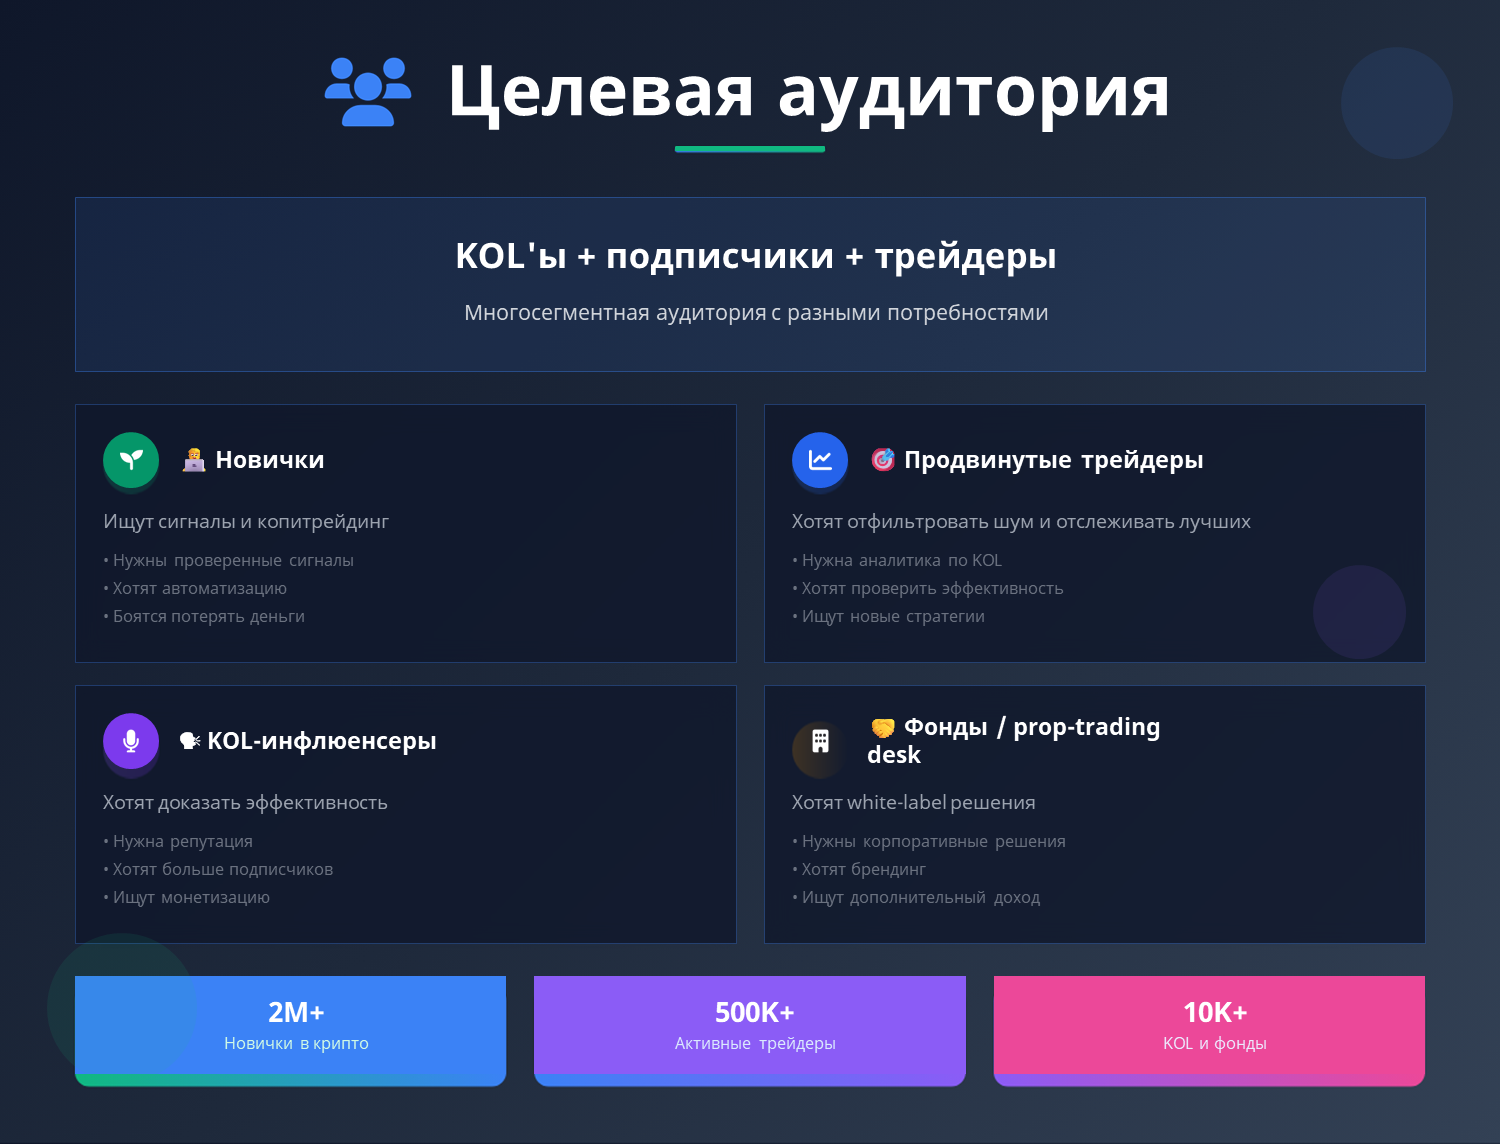 Целевая аудитория
KOL'ы + подписчики + трейдеры
Многосегментная аудитория с разными потребностями
🧑‍💻 Новички
Ищут сигналы и копитрейдинг
• Нужны проверенные сигналы
• Хотят автоматизацию
• Боятся потерять деньги
🎯 Продвинутые трейдеры
Хотят отфильтровать шум и отслеживать лучших
• Нужна аналитика по KOL
• Хотят проверить эффективность
• Ищут новые стратегии
🗣 KOL-инфлюенсеры
Хотят доказать эффективность
• Нужна репутация
• Хотят больше подписчиков
• Ищут монетизацию
🤝 Фонды / prop-trading
desk
Хотят white-label решения
• Нужны корпоративные решения
• Хотят брендинг
• Ищут дополнительный доход
2M+
Новички в крипто
500K+
Активные трейдеры
10K+
KOL и фонды